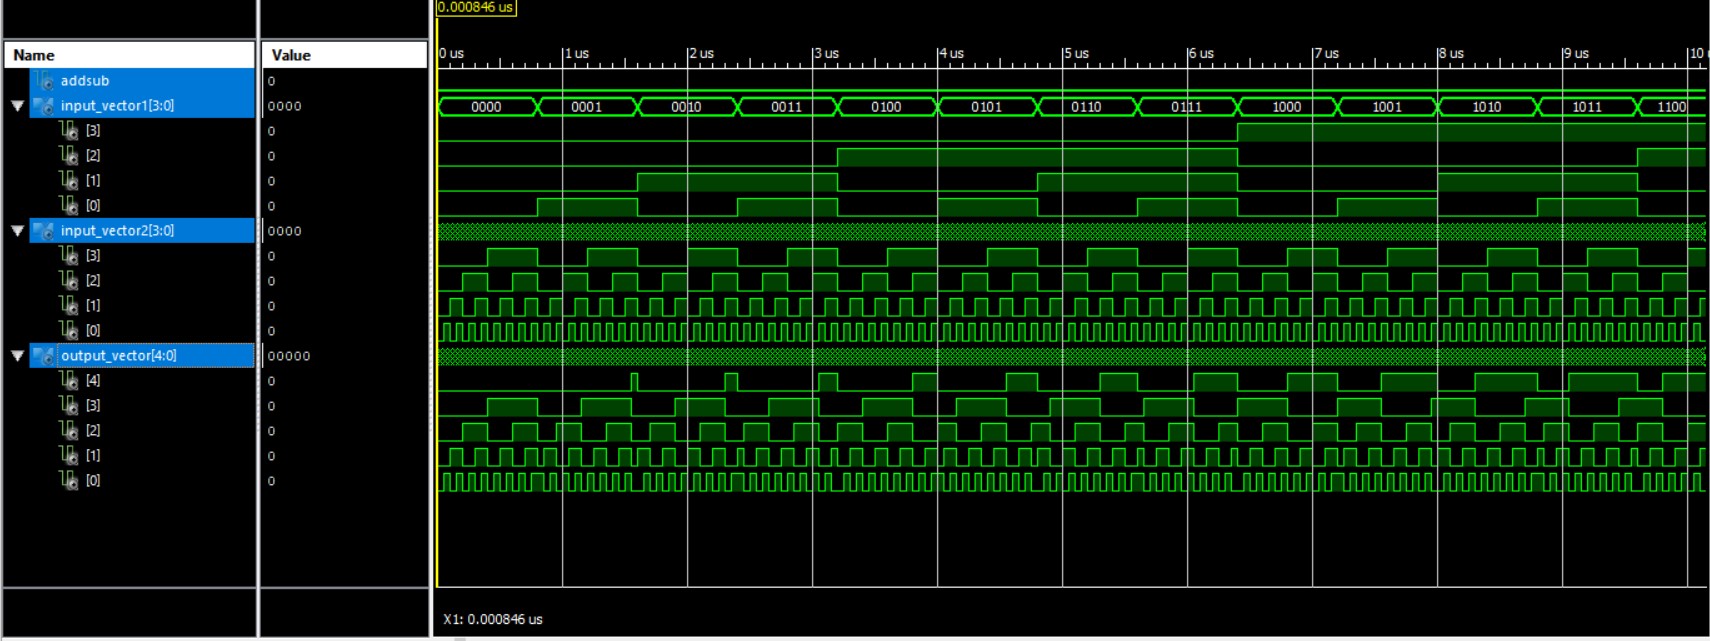 0.000846 us
Name Value
0 us 1 us 2 us 3 us 4 us 5 us 6 us 7 us 8 us 9 us 10
addsub 0
input_vector1[3:0] 0000 0000 0001 0010 0011 0100 0101 0110 0111 1000 1001 1010 1011 1100
[3] 0
[2] 0
[1] 0
[0] 0
input_vector2[3:0] 0000
[3] 0
[2] 0
[1] 0
[0] 0
output_vector[4:0] 00000
[4] 0
[3] 0
[2] 0
[1] 0
[0] 0
X1: 0.000846 us